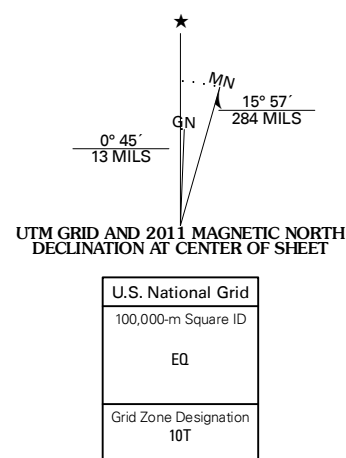 ★
MN
GN
15° 57´
284 MILS
0° 45´
13 MILS
UTM GRID AND 2011 MAGNETIC NORTH
DECLINATION AT CENTER OF SHEET
U.S. National Grid
100,000-m Square ID
EQ
Grid Zone Designation
10T